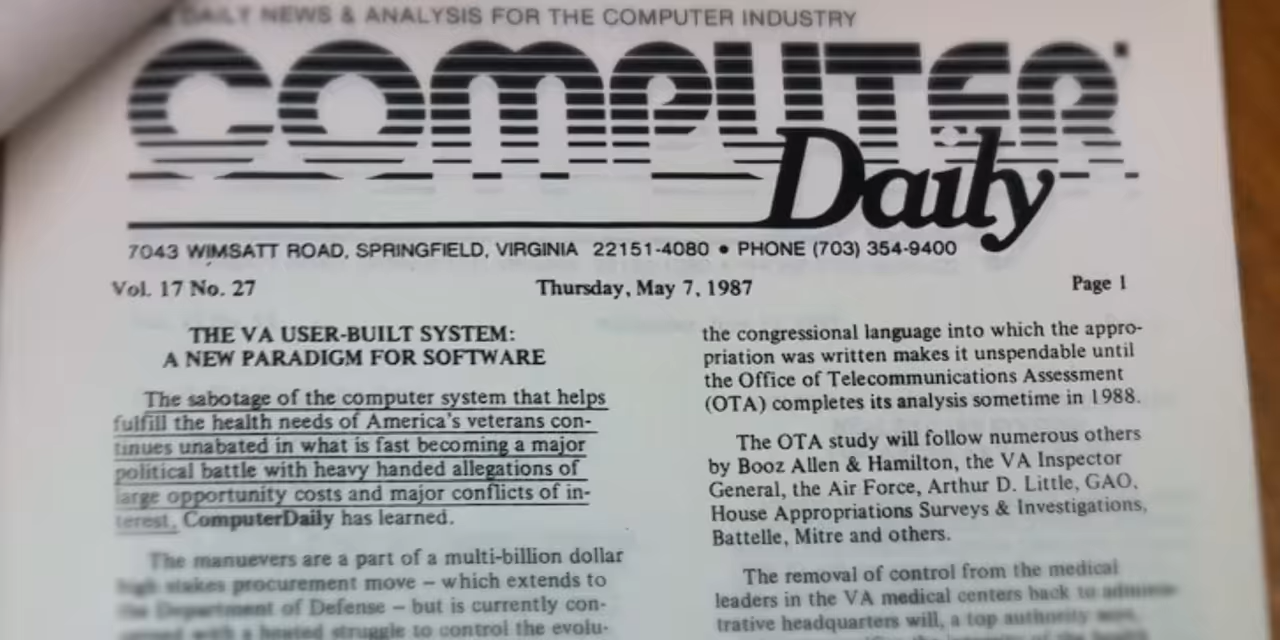 DAILY NEWS & ANALYSIS FOR THE COMPUTER INDUSTRY
COMPUTER
Daily
7043 WIMSATT ROAD, SPRINGFIELD, VIRGINIA 22151-4080 • PHONE (703) 354-9400
Vol. 17 No. 27 Thursday, May 7, 1987 Page 1
THE VA USER-BUILT SYSTEM:
A NEW PARADIGM FOR SOFTWARE
The sabotage of the computer system that helps
fulfill the health needs of America's veterans con-
tinues unabated in what is fast becoming a major
political battle with heavy handed allegations of
large opportunity costs and major conflicts of in-
terest, ComputerDaily has learned.
The manuevers are a part of a multi-billion dollar
high stakes procurement move – which extends to
the Department of Defense – but is currently con-
with a heated struggle to control the evolu-
the congressional language into which the appro-
priation was written makes it unspendable until
the Office of Telecommunications Assessment
(OTA) completes its analysis sometime in 1988.
The OTA study will follow numerous others
by Booz Allen & Hamilton, the VA Inspector
General, the Air Force, Arthur D. Little, GAO,
House Appropriations Surveys & Investigations,
Battelle, Mitre and others.
The removal of control from the medical
leaders in the VA medical centers back to adminis-
trative headquarters will, a top authority